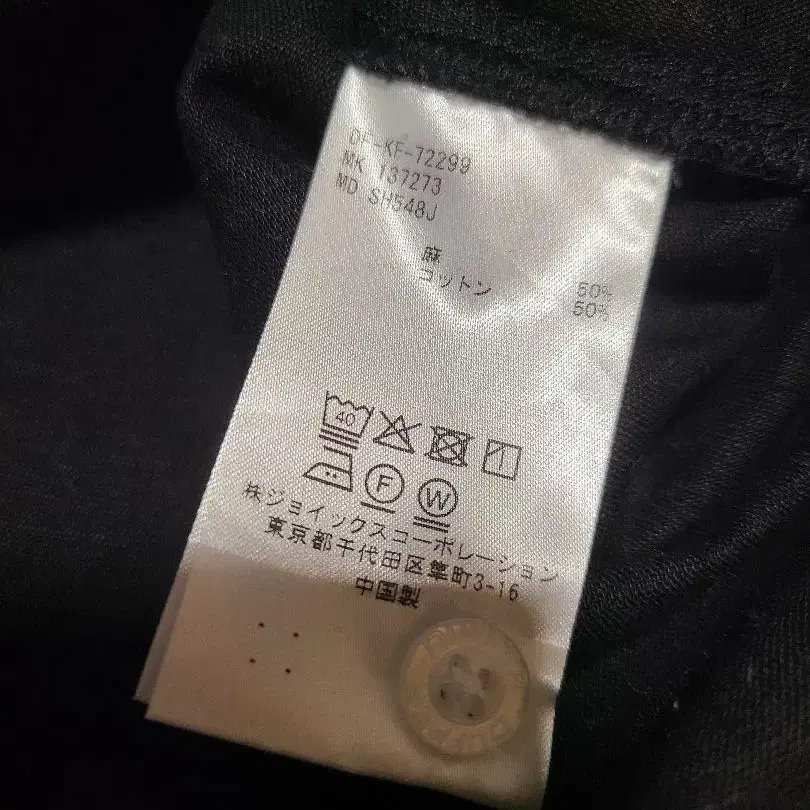 MK 137273
MD SH548J
麻 50%
コットン 50%
40
F W
株ジョイックスコーポレーション
東京都千代田区隼町3-16
中国製